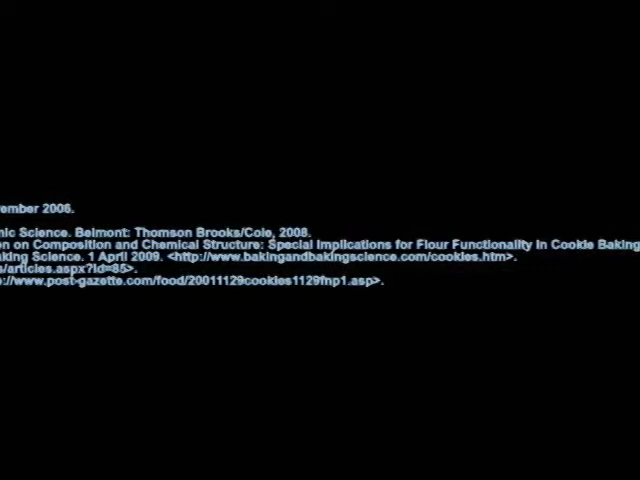 ember 2006.
nic Science. Belmont: Thomson Brooks/Cole, 2008.
en on Composition and Chemical Structure: Special Implications for Flour Functionality in Cookie Baking
aking Science. 1 April 2009. <http://www.bakingandbakingscience.com/cookies.htm>.
s/articles.aspx?id=85>.
://www.post-gazette.com/food/20011129cookies1129fnp1.asp>.